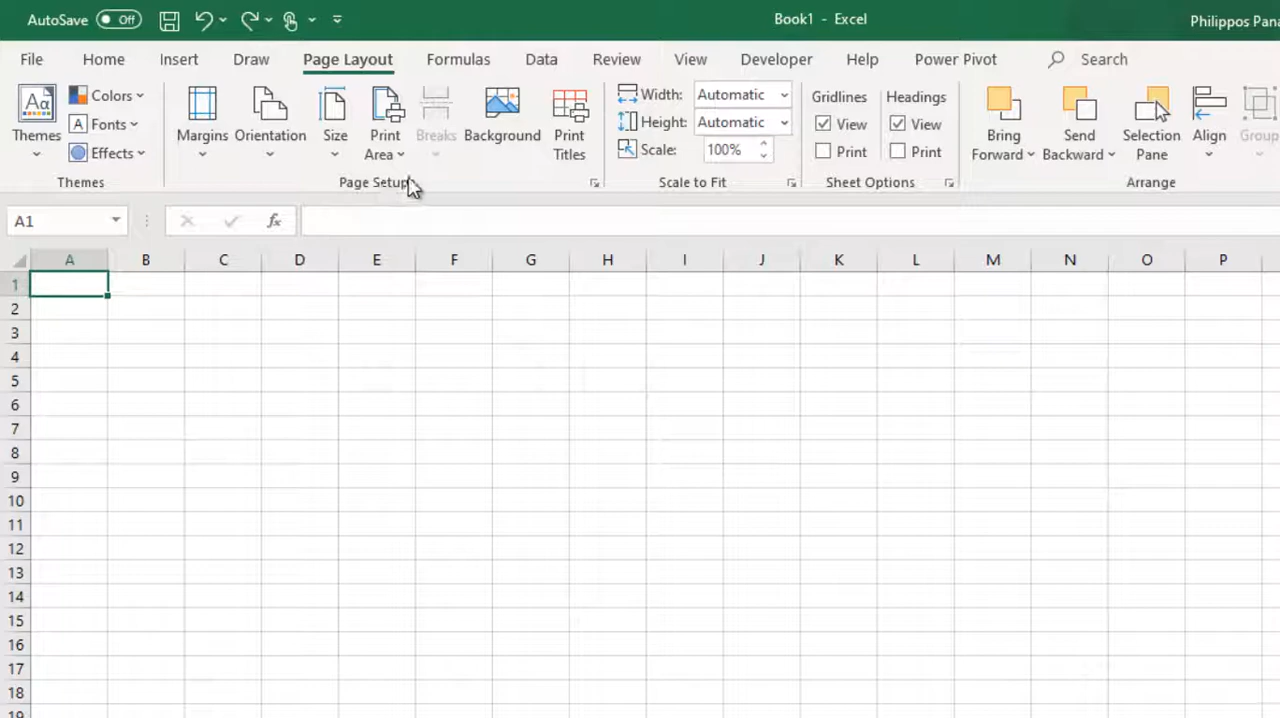 AutoSave Off
Book1 - Excel
Philippos Pana
File Home Insert Draw Page Layout Formulas Data Review View Developer Help Power Pivot Search
Aa
Themes
Colors
A Fonts
Effects
Themes
Margins
Orientation
Size
Print
Area
Breaks
Background
Print
Titles
Page Setup
Width: Automatic
Height: Automatic
Scale: 100%
Scale to Fit
Gridlines
View
Print
Headings
View
Print
Sheet Options
Bring
Forward
Send
Backward
Selection
Pane
Align
Group
Arrange
A1 fx
A B C D E F G H I J K L M N O P
1
2
3
4
5
6
7
8
9
10
11
12
13
14
15
16
17
18
19